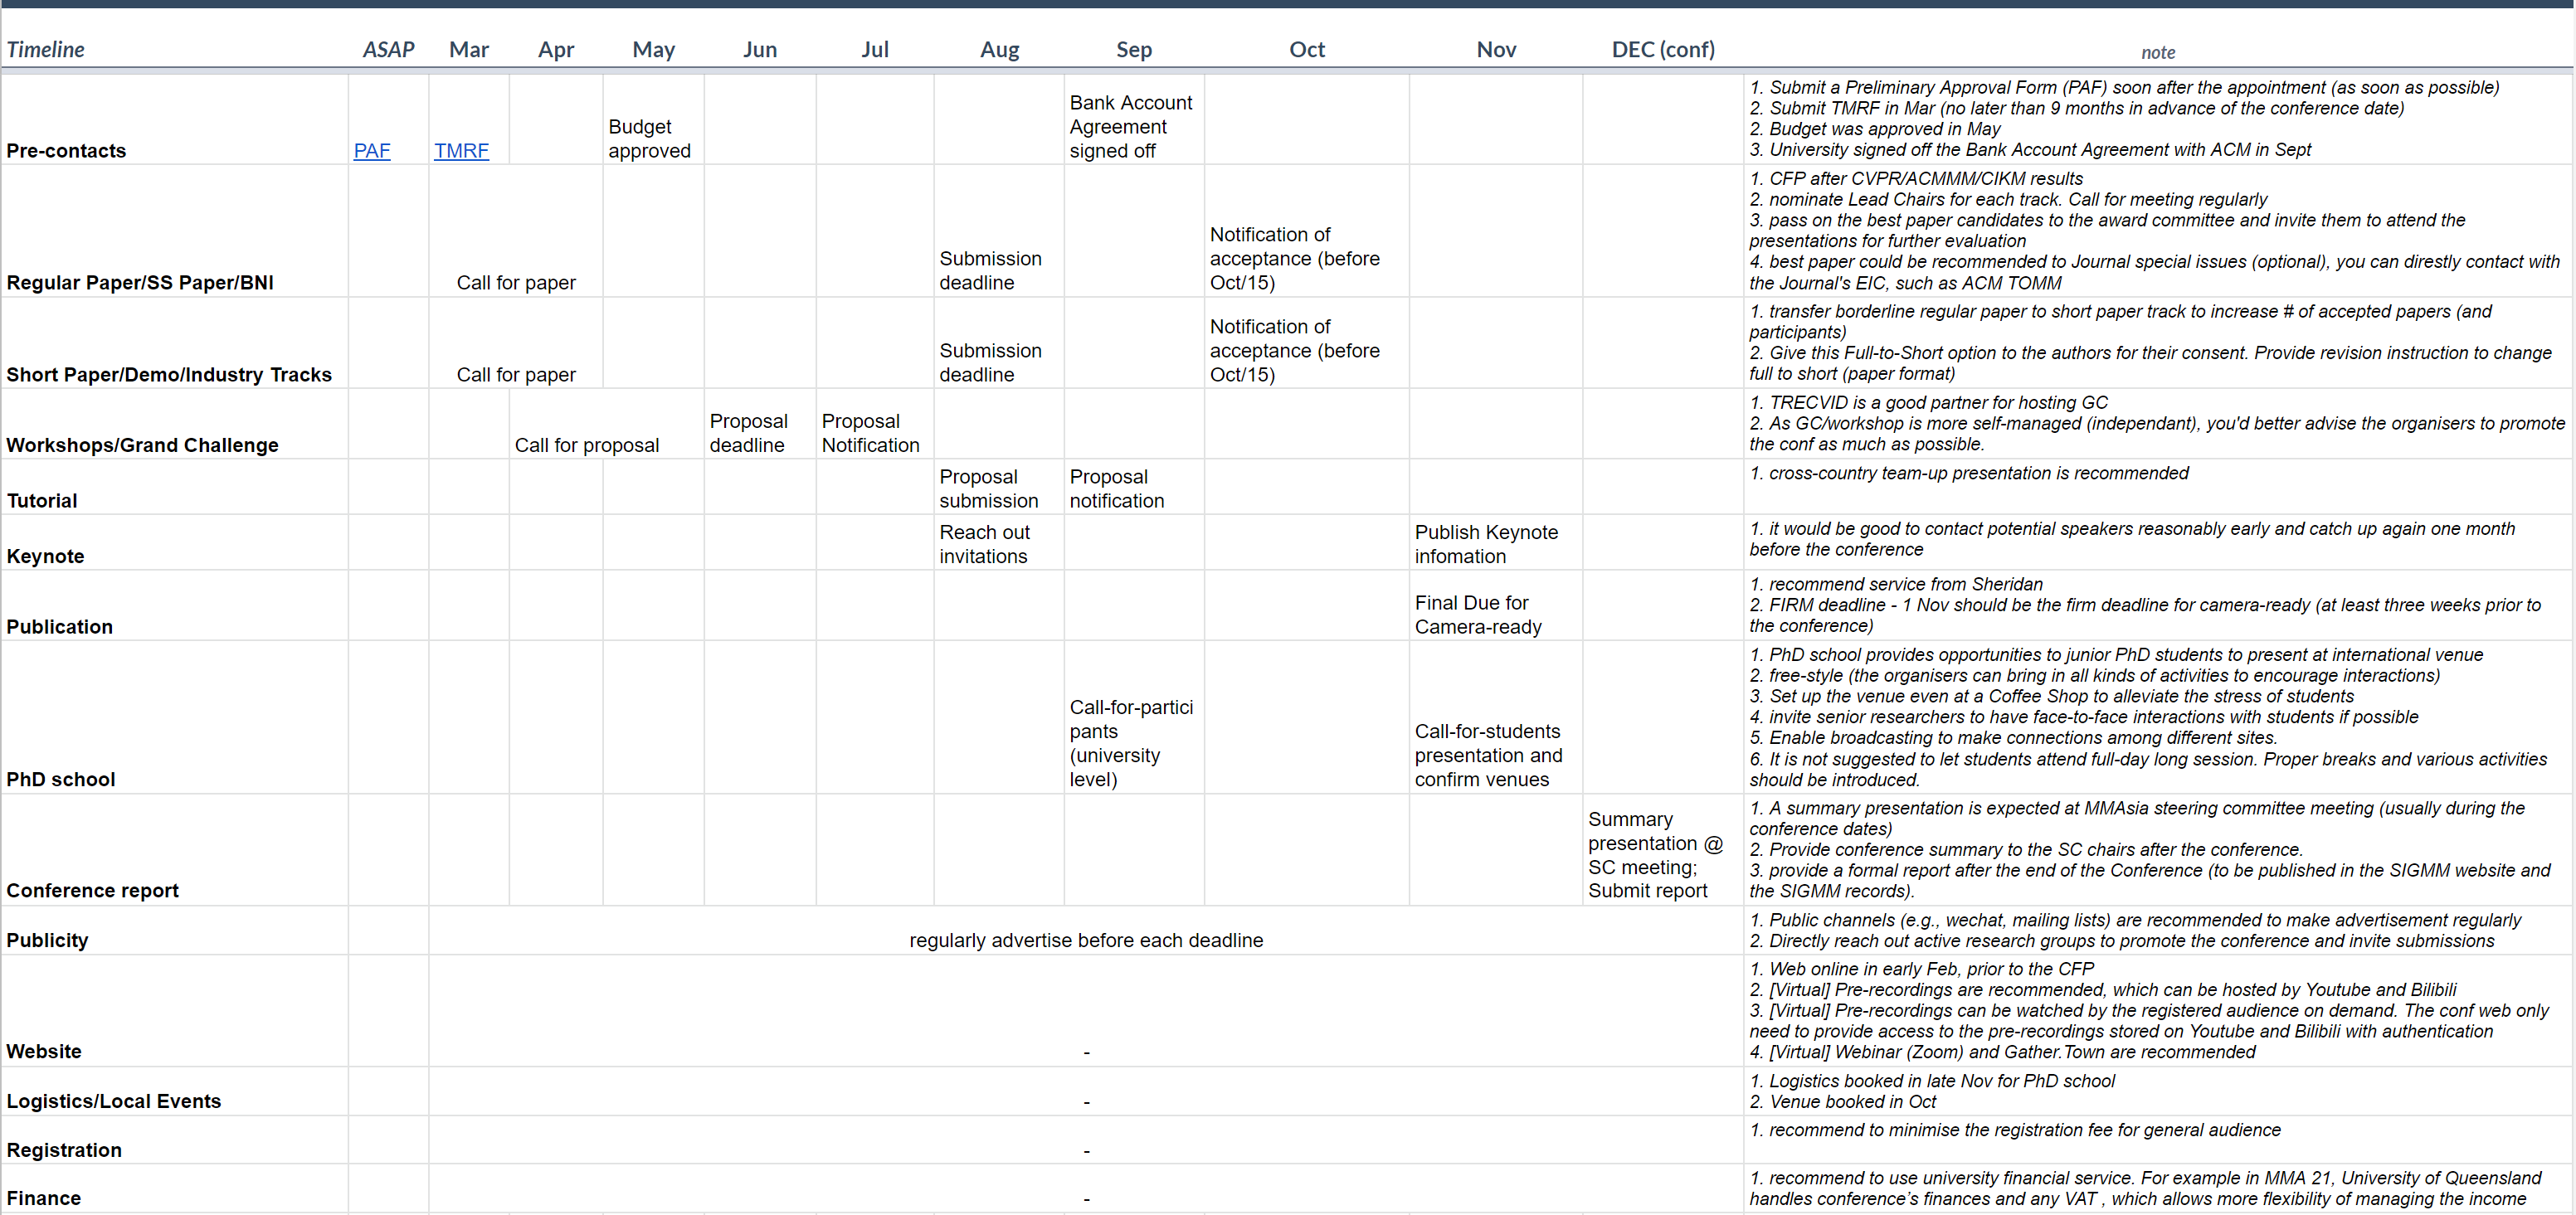 Timeline ASAP Mar Apr May Jun Jul Aug Sep Oct Nov DEC (conf) note
Pre-contacts
PAF
TMRF
Budget
approved
Bank Account
Agreement
signed off
1. Submit a Preliminary Approval Form (PAF) soon after the appointment (as soon as possible)
2. Submit TMRF in Mar (no later than 9 months in advance of the conference date)
2. Budget was approved in May
3. University signed off the Bank Account Agreement with ACM in Sept
Regular Paper/SS Paper/BNI
Call for paper
Submission
deadline
Notification of
acceptance (before
Oct/15)
1. CFP after CVPR/ACMMM/CIKM results
2. nominate Lead Chairs for each track. Call for meeting regularly
3. pass on the best paper candidates to the award committee and invite them to attend the
presentations for further evaluation
4. best paper could be recommended to Journal special issues (optional), you can direstly contact with
the Journal's EIC, such as ACM TOMM
Short Paper/Demo/Industry Tracks
Call for paper
Submission
deadline
Notification of
acceptance (before
Oct/15)
1. transfer borderline regular paper to short paper track to increase # of accepted papers (and
participants)
2. Give this Full-to-Short option to the authors for their consent. Provide revision instruction to change
full to short (paper format)
Workshops/Grand Challenge
Call for proposal
Proposal
deadline
Proposal
Notification
1. TRECVID is a good partner for hosting GC
2. As GC/workshop is more self-managed (independant), you'd better advise the organisers to promote
the conf as much as possible.
Tutorial
Proposal
submission
Proposal
notification
1. cross-country team-up presentation is recommended
Keynote
Reach out
invitations
Publish Keynote
infomation
1. it would be good to contact potential speakers reasonably early and catch up again one month
before the conference
Publication
Final Due for
Camera-ready
1. recommend service from Sheridan
2. FIRM deadline - 1 Nov should be the firm deadline for camera-ready (at least three weeks prior to
the conference)
PhD school
Call-for-partici
pants
(university
level)
Call-for-students
presentation and
confirm venues
1. PhD school provides opportunities to junior PhD students to present at international venue
2. free-style (the organisers can bring in all kinds of activities to encourage interactions)
3. Set up the venue even at a Coffee Shop to alleviate the stress of students
4. invite senior researchers to have face-to-face interactions with students if possible
5. Enable broadcasting to make connections among different sites.
6. It is not suggested to let students attend full-day long session. Proper breaks and various activities
should be introduced.
Conference report
Summary
presentation @
SC meeting;
Submit report
1. A summary presentation is expected at MMAsia steering committee meeting (usually during the
conference dates)
2. Provide conference summary to the SC chairs after the conference.
3. provide a formal report after the end of the Conference (to be published in the SIGMM website and
the SIGMM records).
Publicity
regularly advertise before each deadline
1. Public channels (e.g., wechat, mailing lists) are recommended to make advertisement regularly
2. Directly reach out active research groups to promote the conference and invite submissions
Website
-
1. Web online in early Feb, prior to the CFP
2. [Virtual] Pre-recordings are recommended, which can be hosted by Youtube and Bilibili
3. [Virtual] Pre-recordings can be watched by the registered audience on demand. The conf web only
need to provide access to the pre-recordings stored on Youtube and Bilibili with authentication
4. [Virtual] Webinar (Zoom) and Gather.Town are recommended
Logistics/Local Events
-
1. Logistics booked in late Nov for PhD school
2. Venue booked in Oct
Registration
-
1. recommend to minimise the registration fee for general audience
Finance
-
1. recommend to use university financial service. For example in MMA 21, University of Queensland
handles conference's finances and any VAT , which allows more flexibility of managing the income